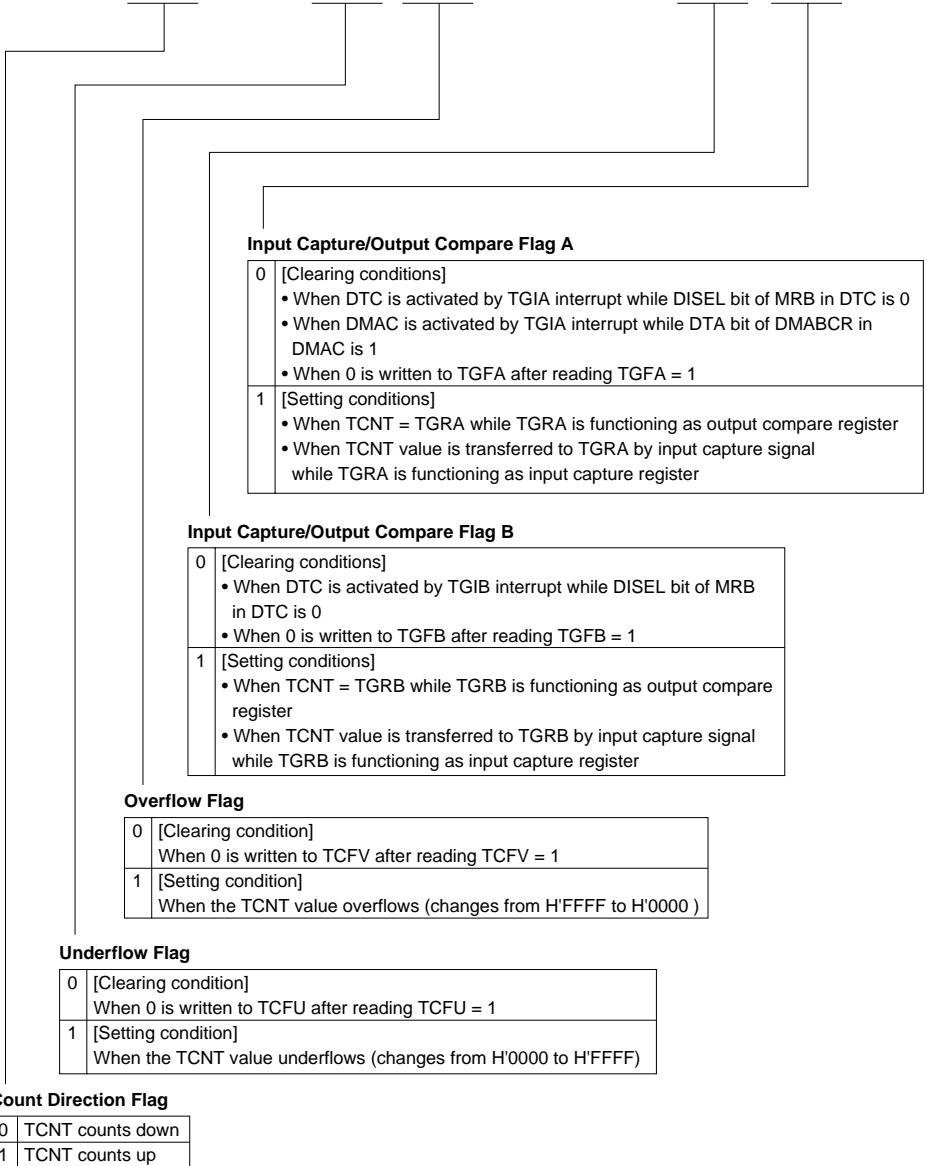 Input Capture/Output Compare Flag A
0 [Clearing conditions]
• When DTC is activated by TGIA interrupt while DISEL bit of MRB in DTC is 0
• When DMAC is activated by TGIA interrupt while DTA bit of DMABCR in
DMAC is 1
• When 0 is written to TGFA after reading TGFA = 1
1 [Setting conditions]
• When TCNT = TGRA while TGRA is functioning as output compare register
• When TCNT value is transferred to TGRA by input capture signal
while TGRA is functioning as input capture register
Input Capture/Output Compare Flag B
0 [Clearing conditions]
• When DTC is activated by TGIB interrupt while DISEL bit of MRB
in DTC is 0
• When 0 is written to TGFB after reading TGFB = 1
1 [Setting conditions]
• When TCNT = TGRB while TGRB is functioning as output compare
register
• When TCNT value is transferred to TGRB by input capture signal
while TGRB is functioning as input capture register
Overflow Flag
0 [Clearing condition]
When 0 is written to TCFV after reading TCFV = 1
1 [Setting condition]
When the TCNT value overflows (changes from H'FFFF to H'0000 )
Underflow Flag
0 [Clearing condition]
When 0 is written to TCFU after reading TCFU = 1
1 [Setting condition]
When the TCNT value underflows (changes from H'0000 to H'FFFF)
Count Direction Flag
0 TCNT counts down
1 TCNT counts up